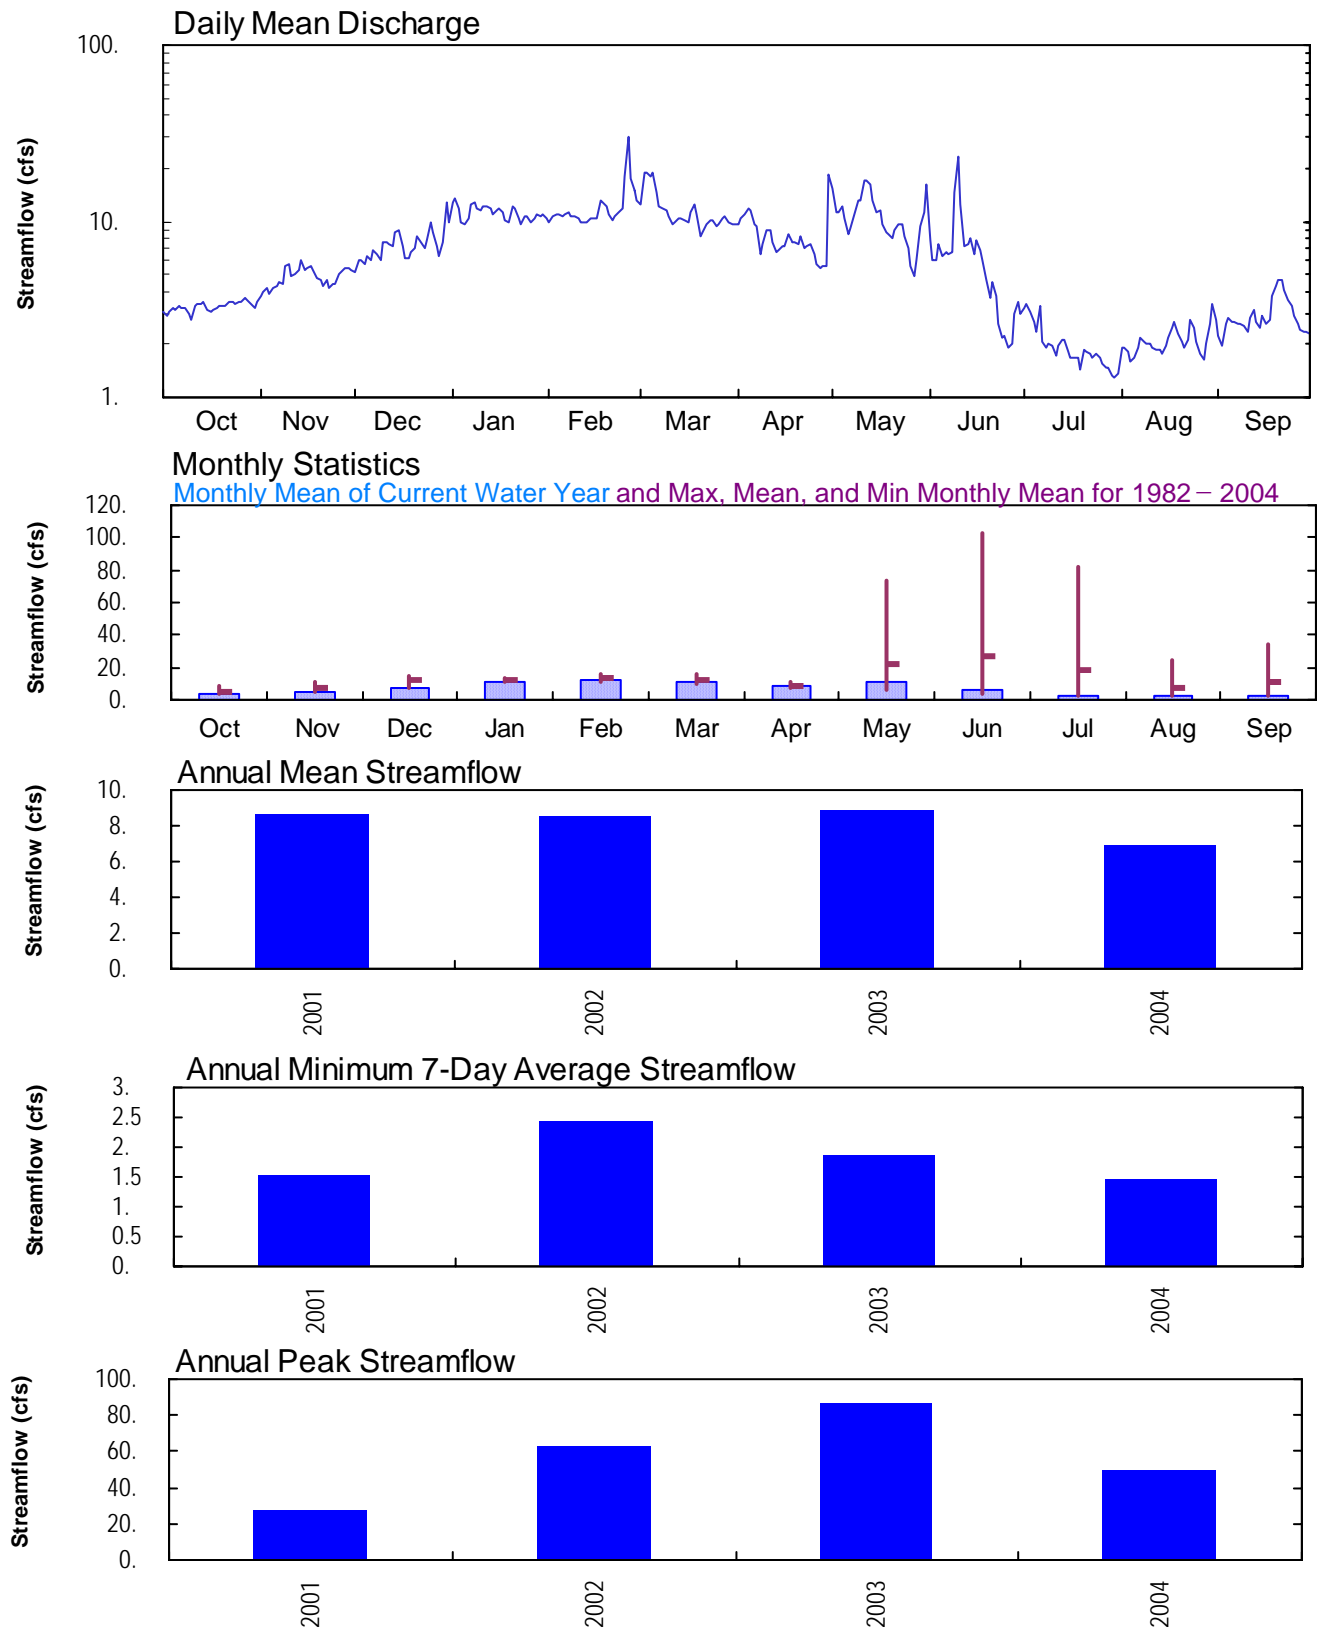 Daily Mean Discharge
Streamflow (cfs)
100.
10.
1.
Oct Nov Dec Jan Feb Mar Apr May Jun Jul Aug Sep
Monthly Statistics
Monthly Mean of Current Water Year and Max, Mean, and Min Monthly Mean for 1982 – 2004
Streamflow (cfs)
120.
100.
80.
60.
40.
20.
0.
Oct Nov Dec Jan Feb Mar Apr May Jun Jul Aug Sep
Annual Mean Streamflow
Streamflow (cfs)
10.
8.
6.
4.
2.
0.
2001 2002 2003 2004
Annual Minimum 7-Day Average Streamflow
Streamflow (cfs)
3.
2.5
2.
1.5
1.
0.5
0.
2001 2002 2003 2004
Annual Peak Streamflow
Streamflow (cfs)
100.
80.
60.
40.
20.
0.
2001 2002 2003 2004